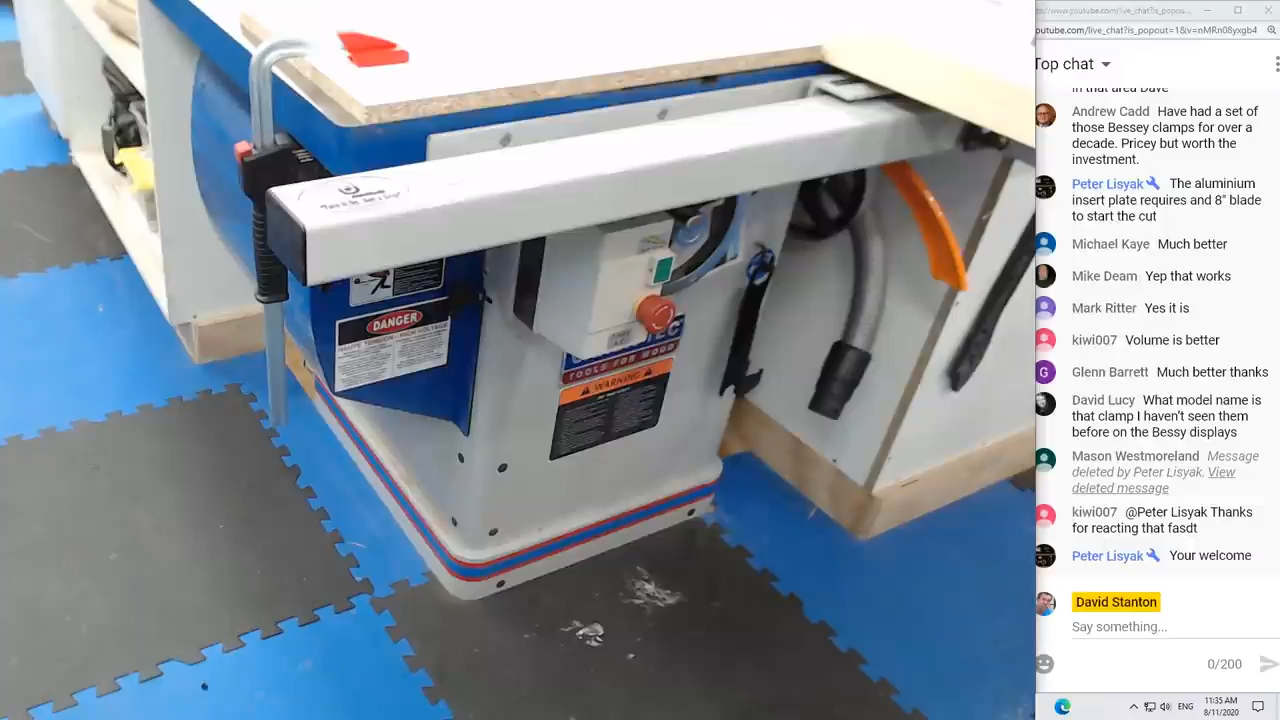 DANGER
TOOLS FOR WOOD
WARNING
//www.youtube.com/live_chat?is_popou...
outube.com/live_chat?is_popout=1&v=nMRn08yxgb4
Top chat
in that area Dave
Andrew Cadd Have had a set of
those Bessey clamps for over a
decade. Pricey but worth the
investment.
Peter Lisyak The aluminium
insert plate requires and 8" blade
to start the cut
Michael Kaye Much better
Mike Deam Yep that works
Mark Ritter Yes it is
kiwi007 Volume is better
G
Glenn Barrett Much better thanks
David Lucy What model name is
that clamp I haven't seen them
before on the Bessy displays
Mason Westmoreland Message
deleted by Peter Lisyak. View
deleted message
kiwi007 @Peter Lisyak Thanks
for reacting that fasdt
Peter Lisyak Your welcome
David Stanton
Say something...
0/200
ENG
11:35 AM
8/11/2020